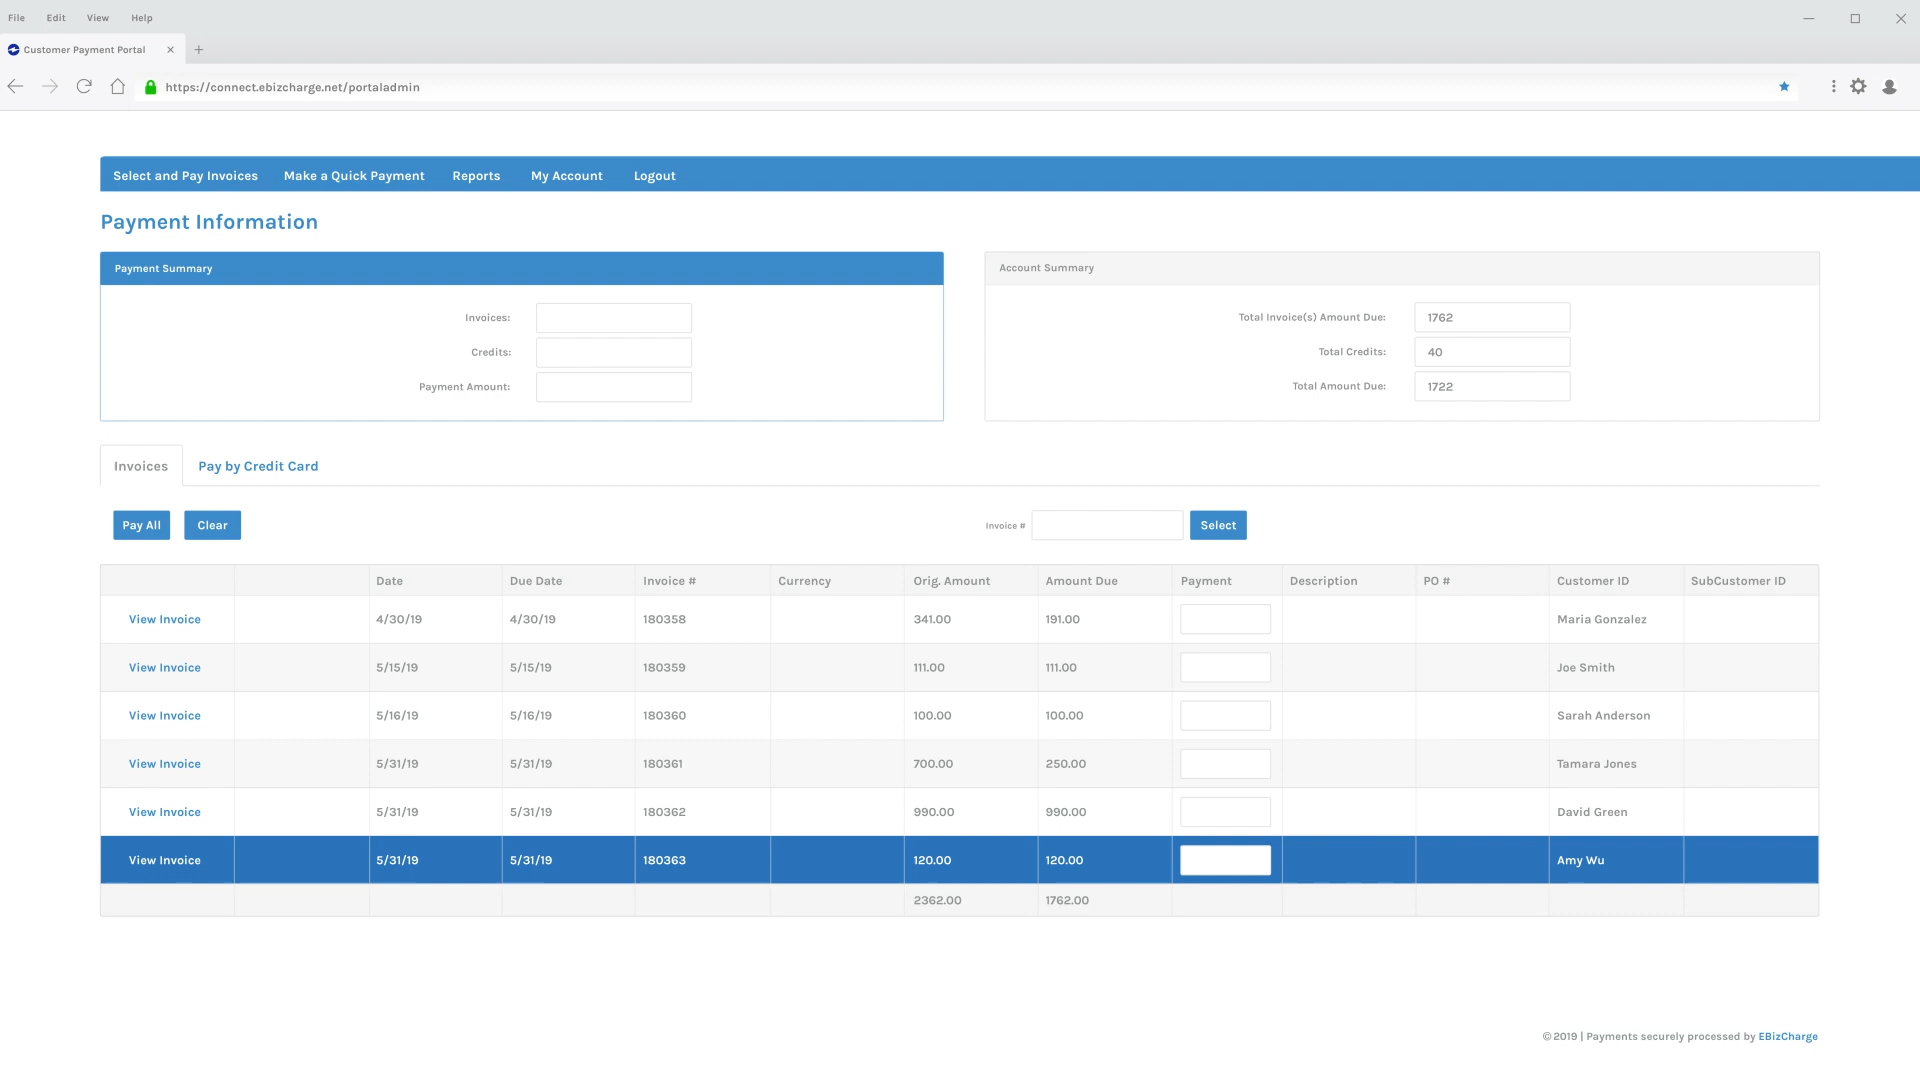 File Edit View Help
Customer Payment Portal
https://connect.ebizcharge.net/portaladmin
Select and Pay Invoices Make a Quick Payment Reports My Account Logout
Payment Information
Payment Summary
Invoices:
Credits:
Payment Amount:
Account Summary
Total Invoice(s) Amount Due: 1762
Total Credits: 40
Total Amount Due: 1722
Invoices Pay by Credit Card
Pay All Clear Invoice # Select
Date Due Date Invoice # Currency Orig. Amount Amount Due Payment Description PO # Customer ID SubCustomer ID
View Invoice 4/30/19 4/30/19 180358 341.00 191.00 Maria Gonzalez
View Invoice 5/15/19 5/15/19 180359 111.00 111.00 Joe Smith
View Invoice 5/16/19 5/16/19 180360 100.00 100.00 Sarah Anderson
View Invoice 5/31/19 5/31/19 180361 700.00 250.00 Tamara Jones
View Invoice 5/31/19 5/31/19 180362 990.00 990.00 David Green
View Invoice 5/31/19 5/31/19 180363 120.00 120.00 Amy Wu
2362.00 1762.00
© 2019 | Payments securely processed by EBizCharge